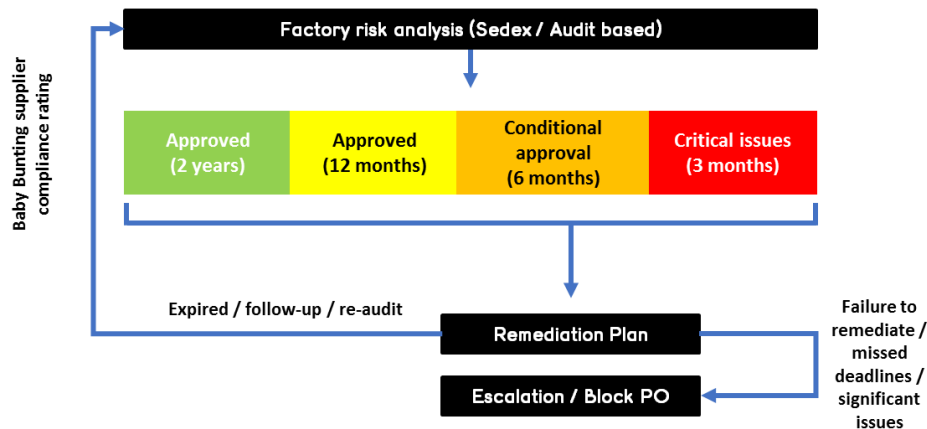 Factory risk analysis (Sedex / Audit based)
Baby Bunting supplier
compliance rating
Approved
(2 years)
Approved
(12 months)
Conditional
approval
(6 months)
Critical issues
(3 months)
Expired / follow-up / re-audit
Remediation Plan
Failure to
remediate /
missed
deadlines /
significant
issues
Escalation / Block PO